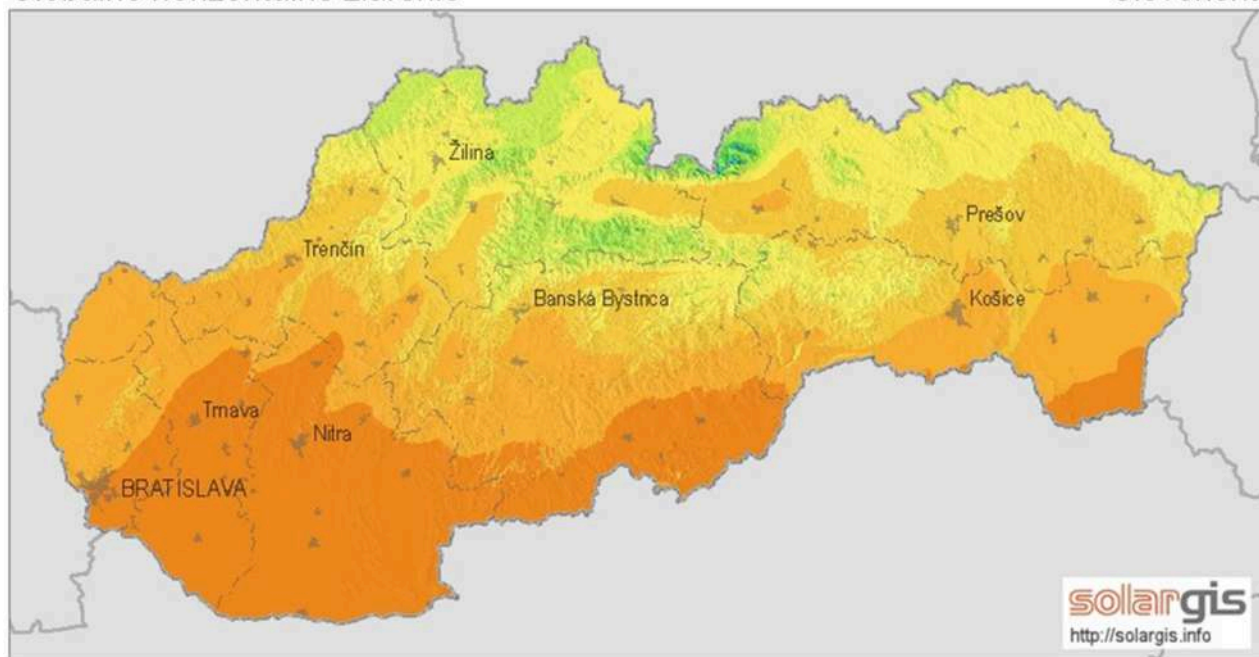 Žilina
Prešov
Trenčín
Banská Bystrica
Košice
Trnava
Nitra
BRATISLAVA
solargis
http://solargis.info